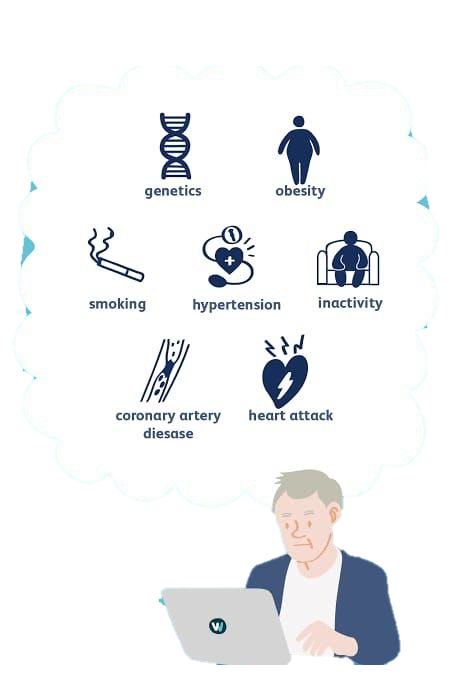 genetics
obesity
smoking
hypertension
inactivity
coronary artery
diesase
heart attack